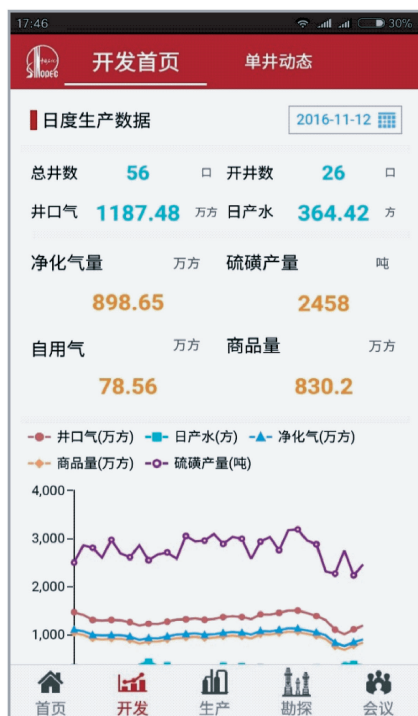 17:46 30%
SINODEC 开发首页 单井动态
日度生产数据 2016-11-12
总井数 56 口 开井数 26 口
井口气 1187.48 万方 日产水 364.42 方
净化气量 万方 硫磺产量 吨
898.65 2458
自用气 万方 商品量 万方
78.56 830.2
井口气(万方) 日产水(方) 净化气(万方)
商品量(万方) 硫磺产量(吨)
4,000
3,000
2,000
1,000
首页 开发 生产 勘探 会议